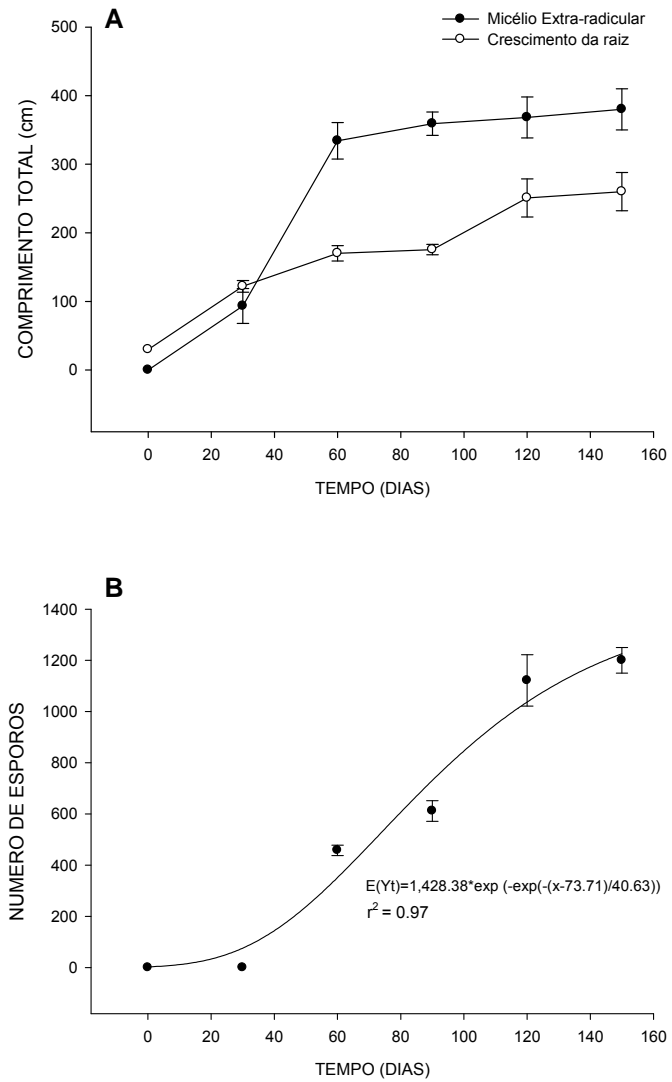 A
Micélio Extra-radicular
Crescimento da raiz
COMPRIMENTO TOTAL (cm)
500
400
300
200
100
0
0 20 40 60 80 100 120 140 160
TEMPO (DIAS)
B
NUMERO DE ESPOROS
1400
1200
1000
800
600
400
200
0
E(Yt)=1,428.38*exp (-exp(-(x-73.71)/40.63))
r² = 0.97
0 20 40 60 80 100 120 140 160
TEMPO (DIAS)